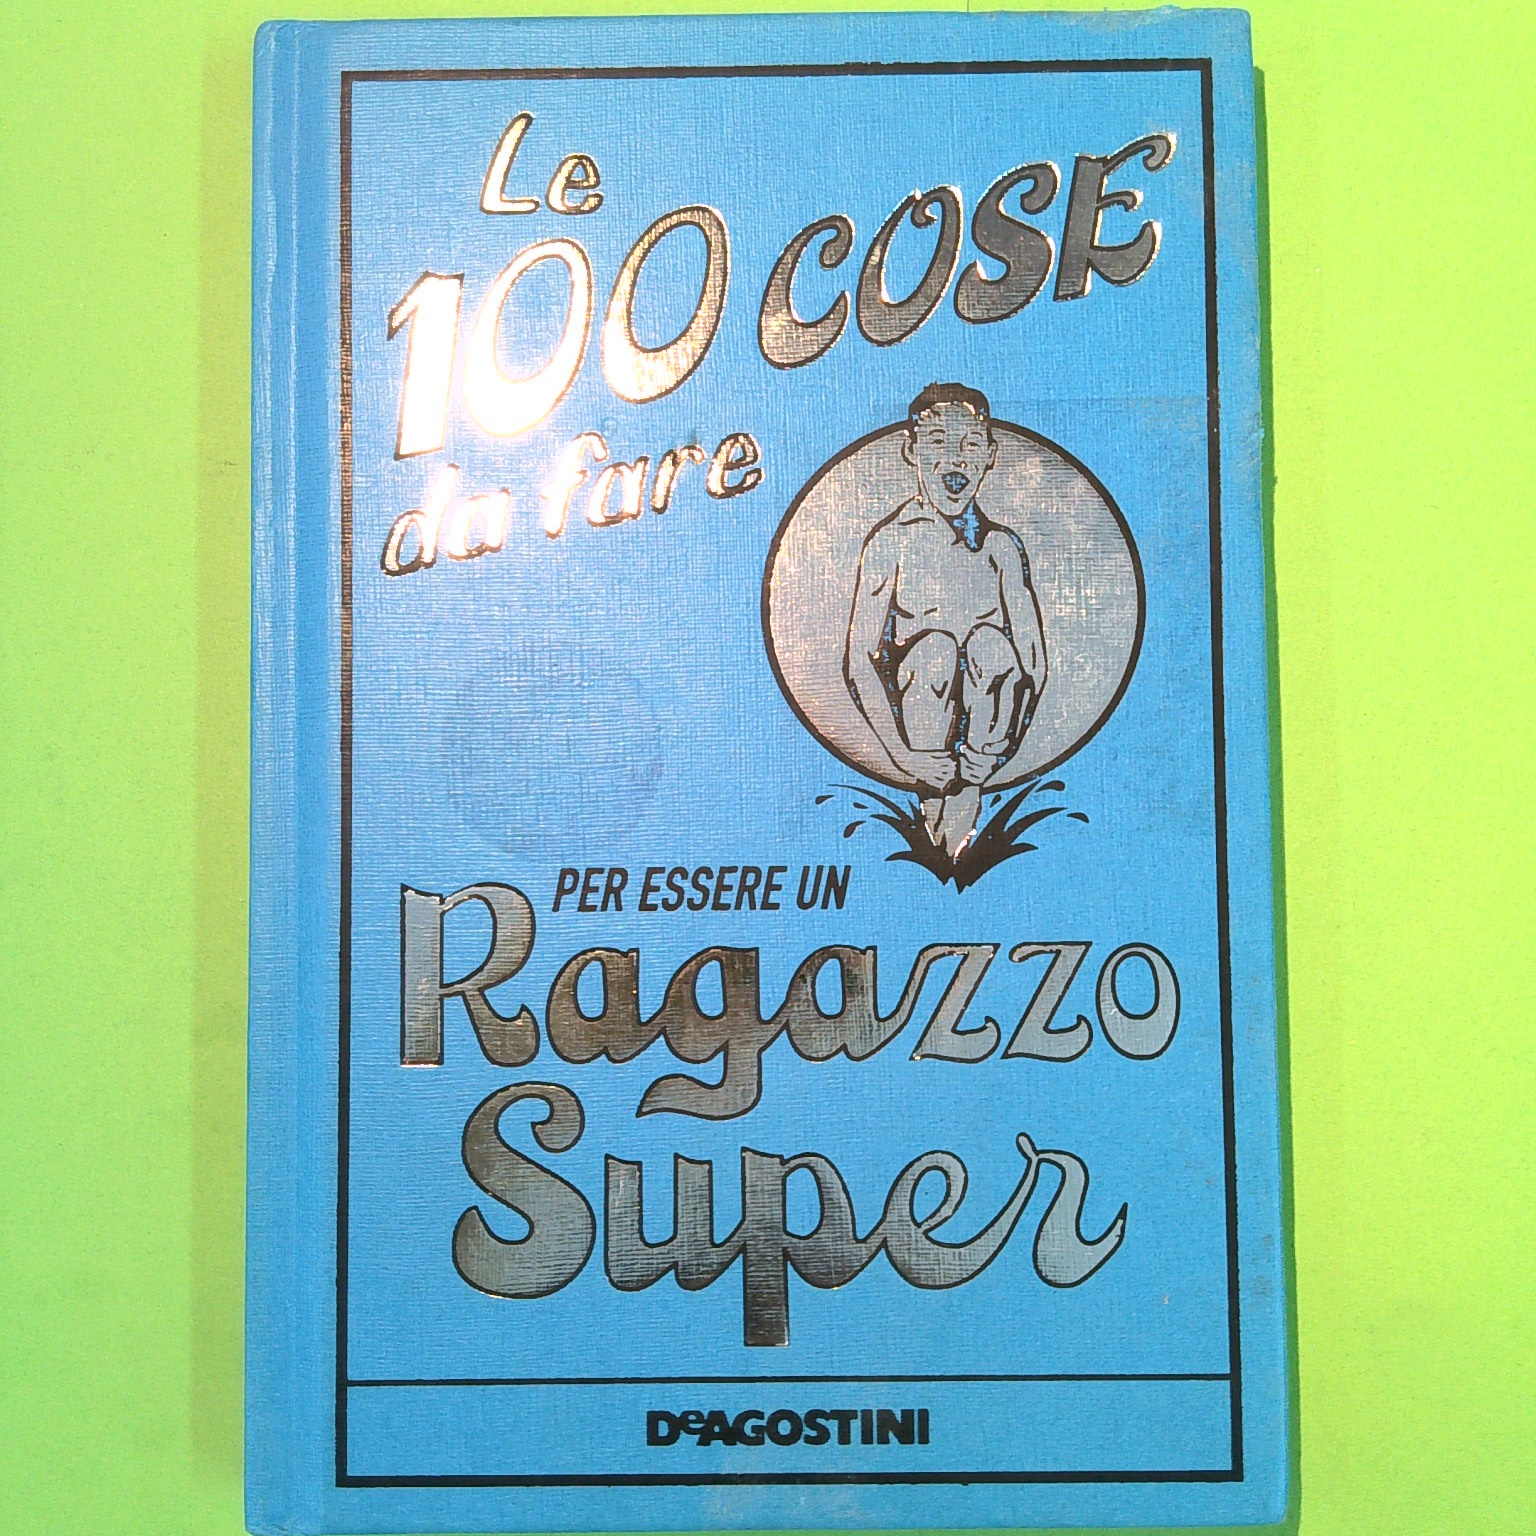 Le
100 COSE
da fare
PER ESSERE UN
Ragazzo
Super
DeAGOSTINI